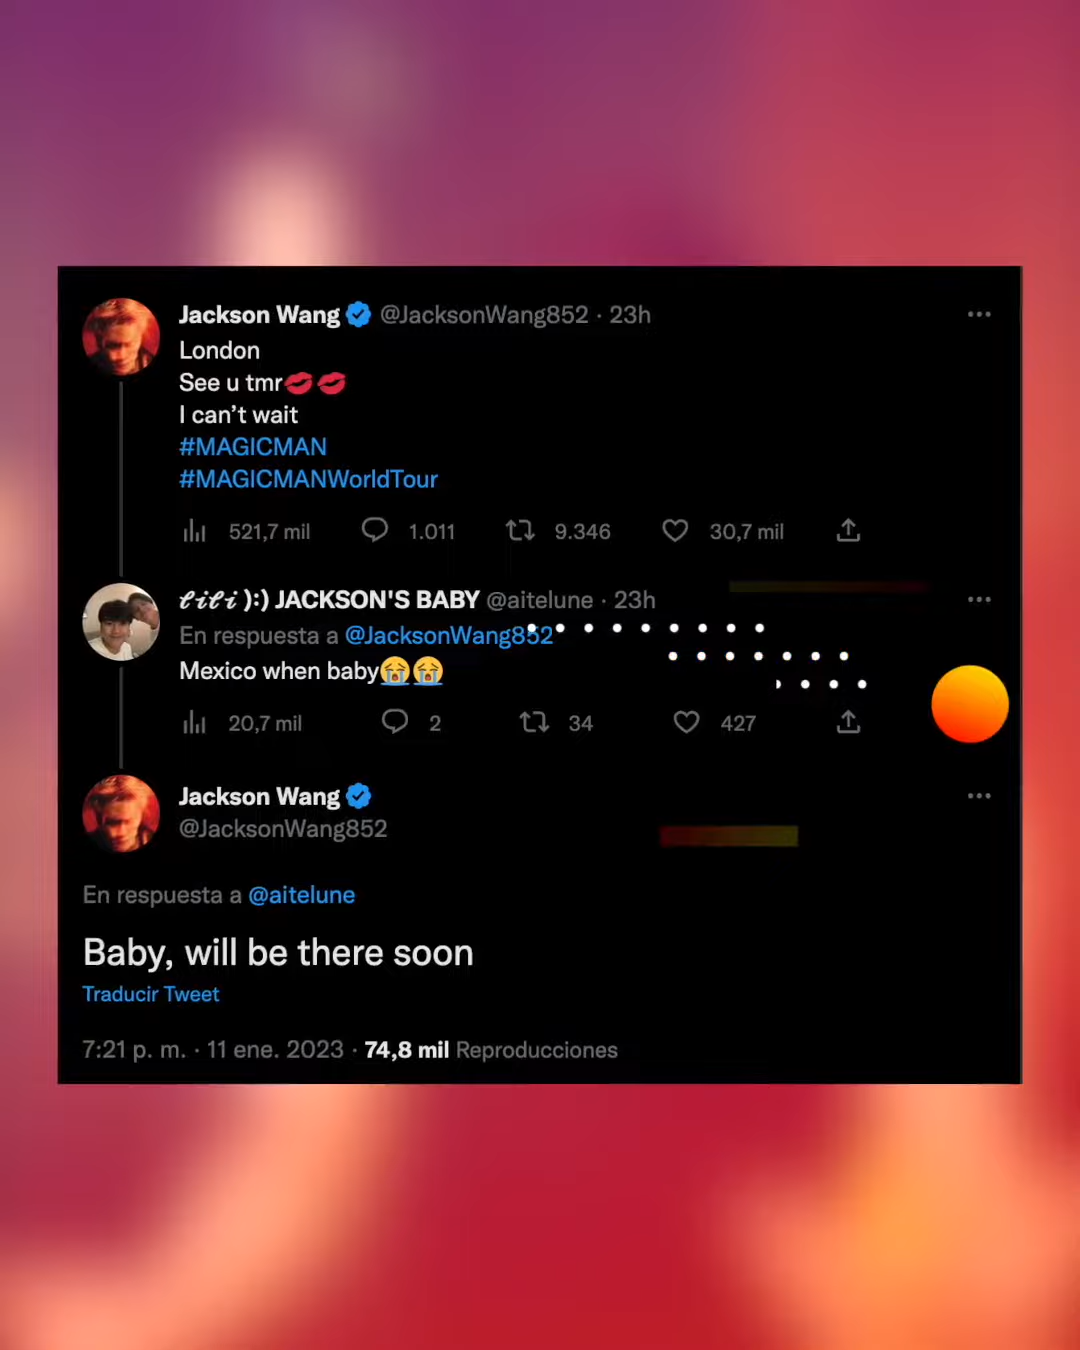 Jackson Wang @JacksonWang852 · 23h
London
See u tmr💋💋
I can’t wait
#MAGICMAN
#MAGICMANWorldTour
521,7 mil 1.011 9.346 30,7 mil
𝓵𝓲𝓵𝓲 ):) JACKSON'S BABY @aitelune · 23h
En respuesta a @JacksonWang852
Mexico when baby😭😭
20,7 mil 2 34 427
Jackson Wang
@JacksonWang852
En respuesta a @aitelune
Baby, will be there soon
Traducir Tweet
7:21 p. m. · 11 ene. 2023 · 74,8 mil Reproducciones